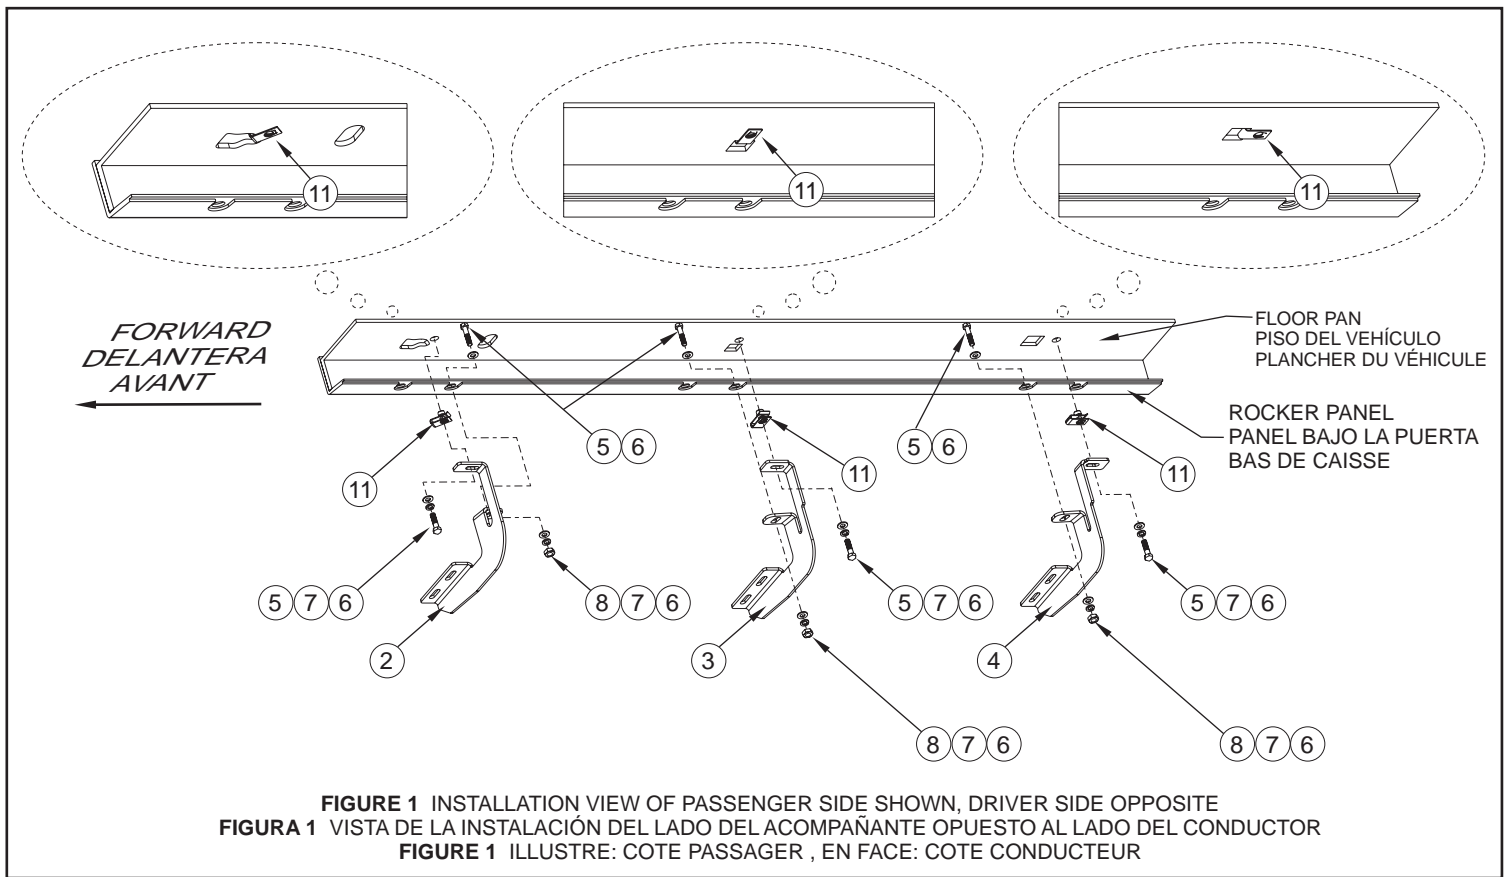 11
11
11
FORWARD
DELANTERA
AVANT
FLOOR PAN
PISO DEL VEHÍCULO
PLANCHER DU VÉHICULE
ROCKER PANEL
PANEL BAJO LA PUERTA
BAS DE CAISSE
5 6
5 6
11
11
11
5 7 6
8 7 6
5 7 6
5 7 6
2
3
4
8 7 6
8 7 6
FIGURE 1 INSTALLATION VIEW OF PASSENGER SIDE SHOWN, DRIVER SIDE OPPOSITE
FIGURA 1 VISTA DE LA INSTALACIÓN DEL LADO DEL ACOMPAÑANTE OPUESTO AL LADO DEL CONDUCTOR
FIGURE 1 ILLUSTRE: COTE PASSAGER , EN FACE: COTE CONDUCTEUR